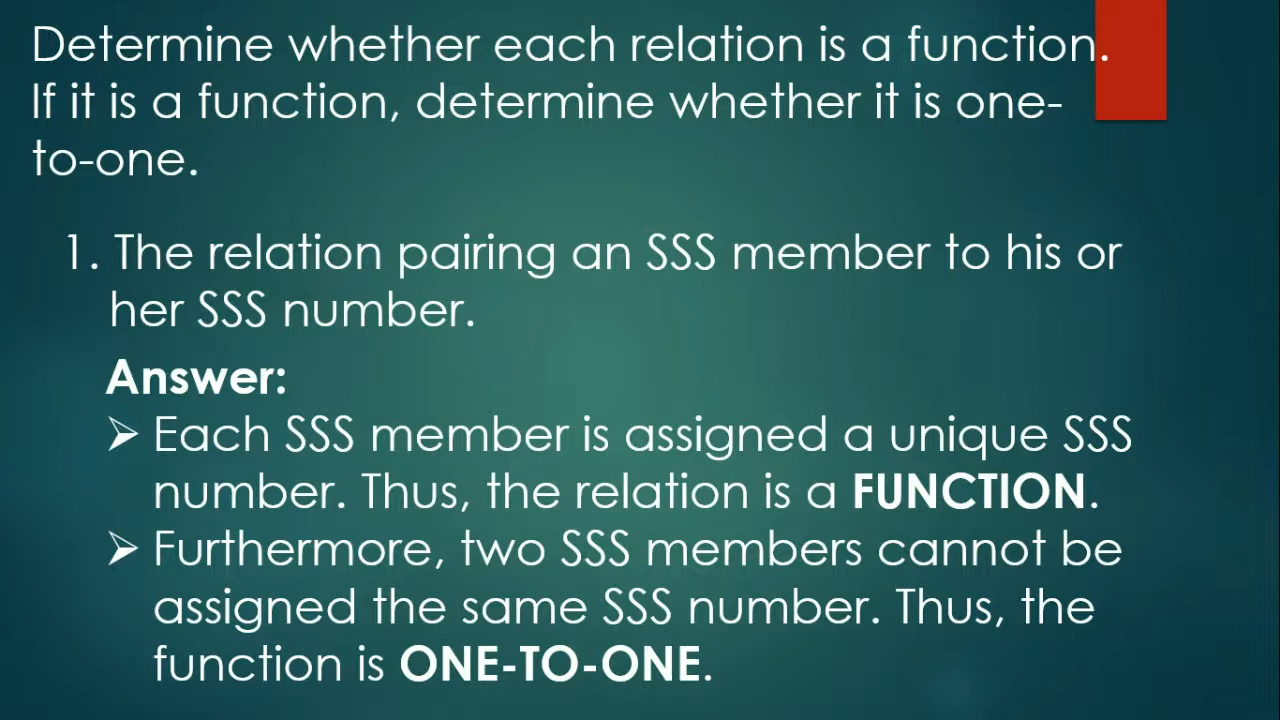 Determine whether each relation is a function.
If it is a function, determine whether it is one-
to-one.
1. The relation pairing an SSS member to his or
her SSS number.
Answer:
➢ Each SSS member is assigned a unique SSS
number. Thus, the relation is a FUNCTION.
➢ Furthermore, two SSS members cannot be
assigned the same SSS number. Thus, the
function is ONE-TO-ONE.